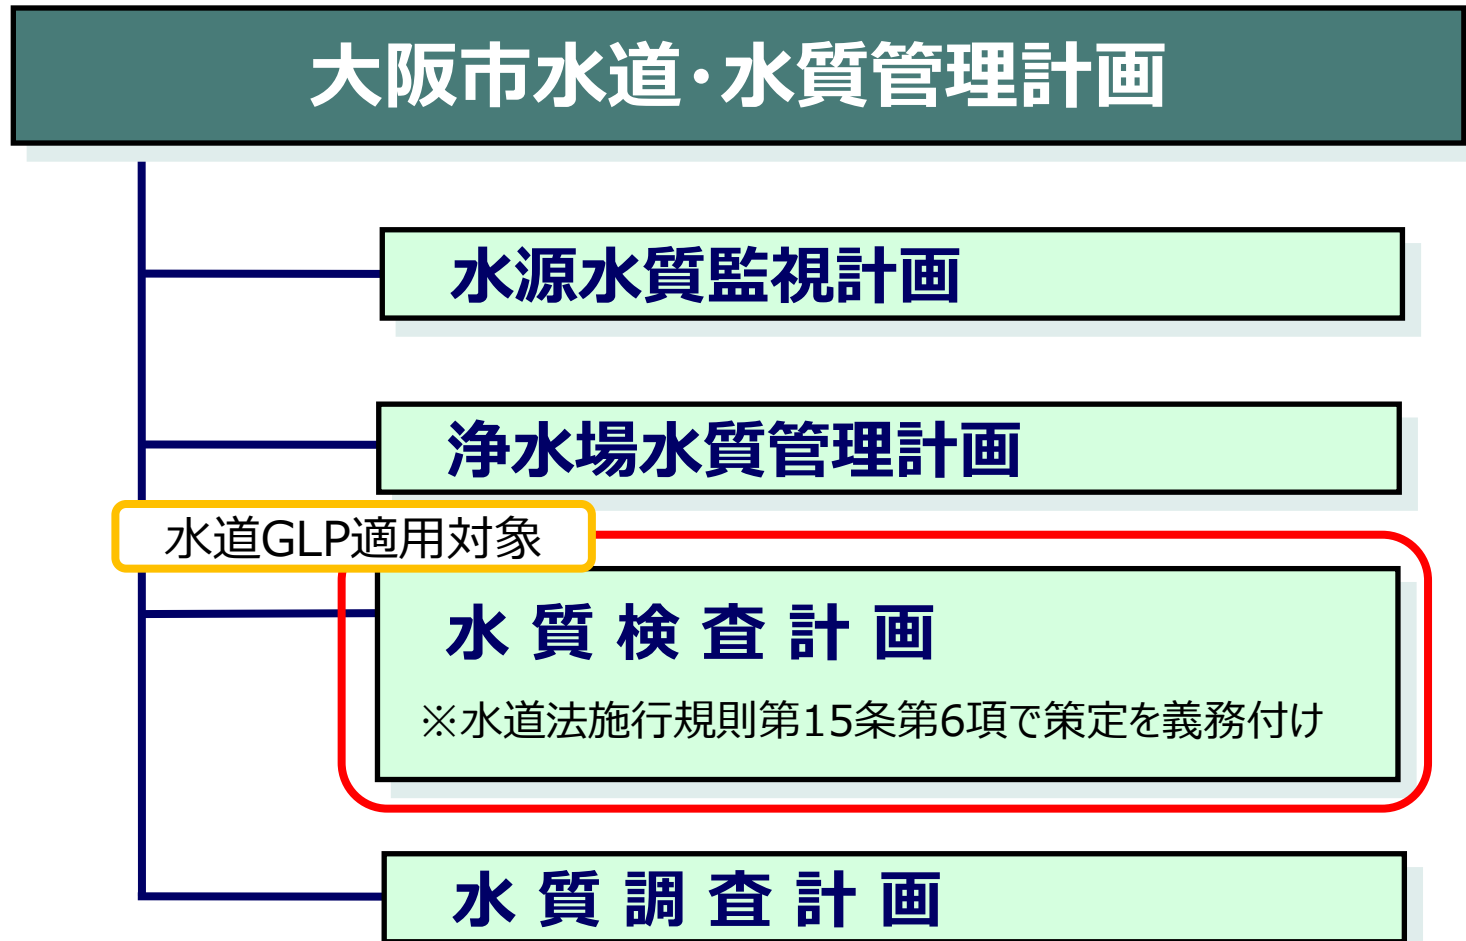 大阪市水道・水質管理計画
水源水質監視計画
浄水場水質管理計画
水道GLP適用対象
水質検査計画
※水道法施行規則第15条第6項で策定を義務付け
水質調査計画